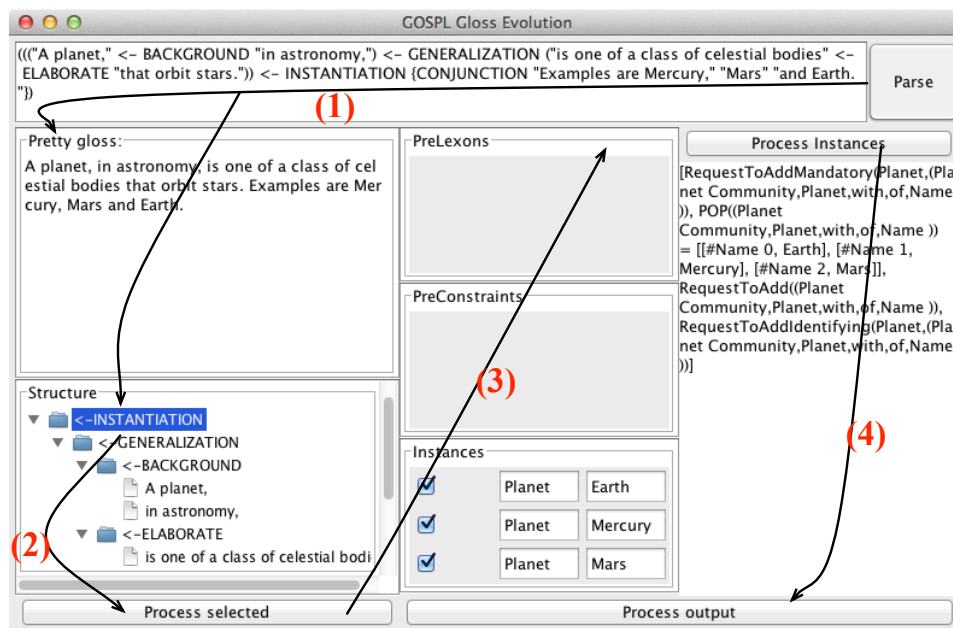 GOSPL Gloss Evolution
((("A planet," <- BACKGROUND "in astronomy,") <- GENERALIZATION ("is one of a class of celestial bodies" <-
ELABORATE "that orbit stars.")) <- INSTANTIATION {CONJUNCTION "Examples are Mercury," "Mars" "and Earth.
"})
Parse
(1)
Pretty gloss:
A planet, in astronomy, is one of a class of cel
estial bodies that orbit stars. Examples are Mer
cury, Mars and Earth.
Structure
<-INSTANTIATION
<-GENERALIZATION
<-BACKGROUND
A planet,
in astronomy,
<-ELABORATE
is one of a class of celestial bodi
(2)
Process selected
PreLexons
PreConstraints
(3)
Instances
Planet Earth
Planet Mercury
Planet Mars
Process Instances
[RequestToAddMandatory(Planet,(Pla
net Community,Planet,with,of,Name
)), POP((Planet
Community,Planet,with,of,Name ))
= [[#Name 0, Earth], [#Name 1,
Mercury], [#Name 2, Mars]],
RequestToAdd((Planet
Community,Planet,with,of,Name )),
RequestToAddIdentifying(Planet,(Pla
net Community,Planet,with,of,Name
))]
(4)
Process output